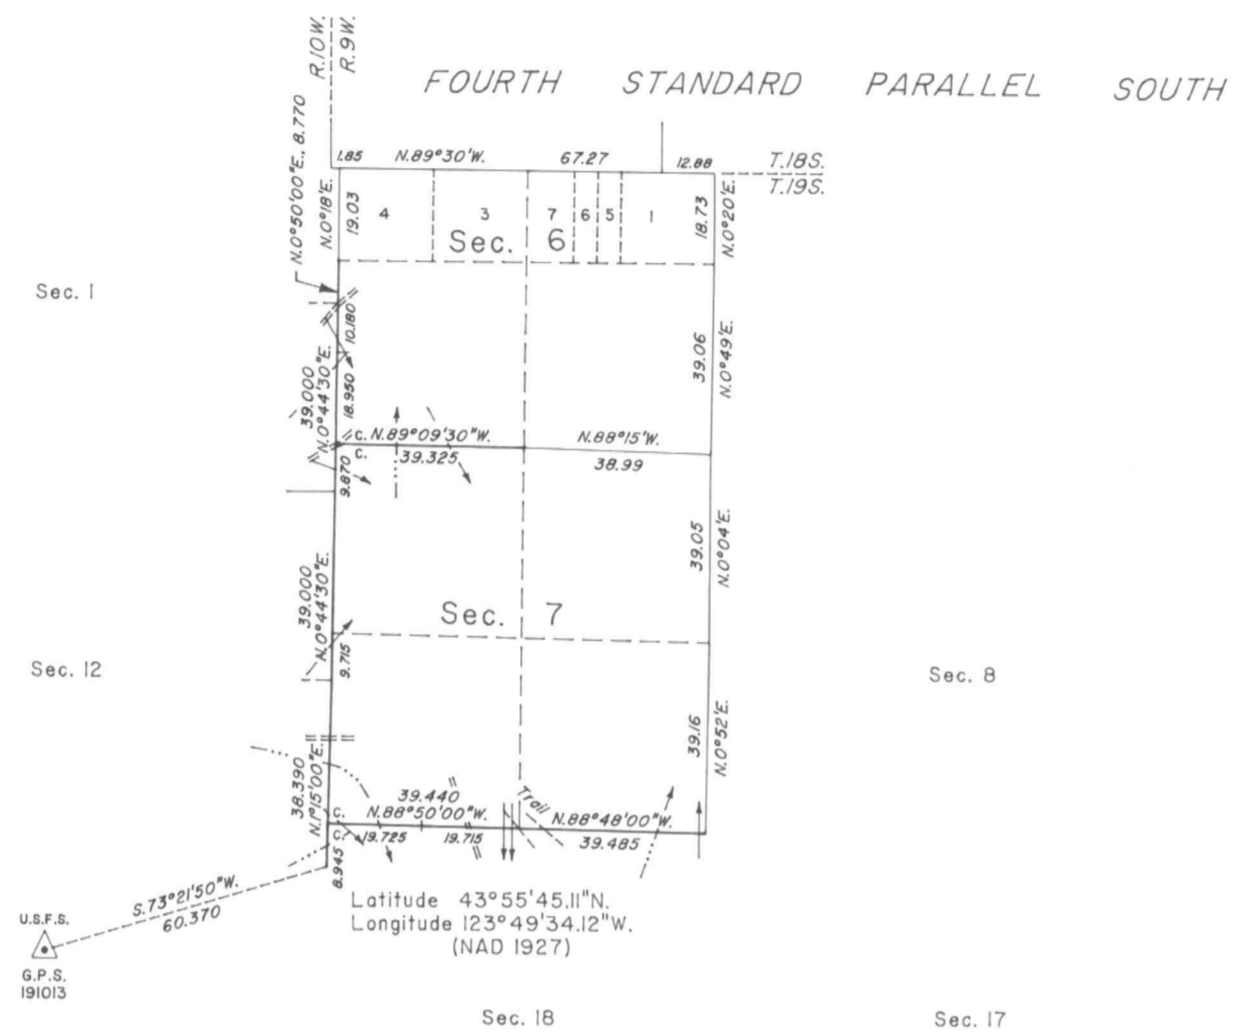 R.10W.
R.9W.
FOURTH STANDARD PARALLEL SOUTH
1.85 N.89°30'W. 67.27 12.88 T.18S.
T.19S.
N.0°50'00"E., 8.770
N.0°18'E.
19.03
4 3 7 6 5 1
18.73
N.0°20'E.
Sec. 6
Sec. 1
10.180
39.000
N.0°44'30"E.
18.950
39.06
N.0°49'E.
C. N.89°09'30"W. N.88°15'W.
C. 39.325 38.99
9.870
39.000
N.0°44'30"E.
39.05
N.0°04'E.
Sec. 7
9.715
Sec. 12
Sec. 8
38.390
N.1°15'00"E.
39.16
N.0°52'E.
39.440 Trail
C. N.88°50'00"W. N.88°48'00"W.
C. 19.725 19.715 39.485
8.945
S.73°21'50"W.
60.370
Latitude 43°55'45.11"N.
Longitude 123°49'34.12"W.
(NAD 1927)
U.S.F.S.
G.P.S.
191013
Sec. 18
Sec. 17